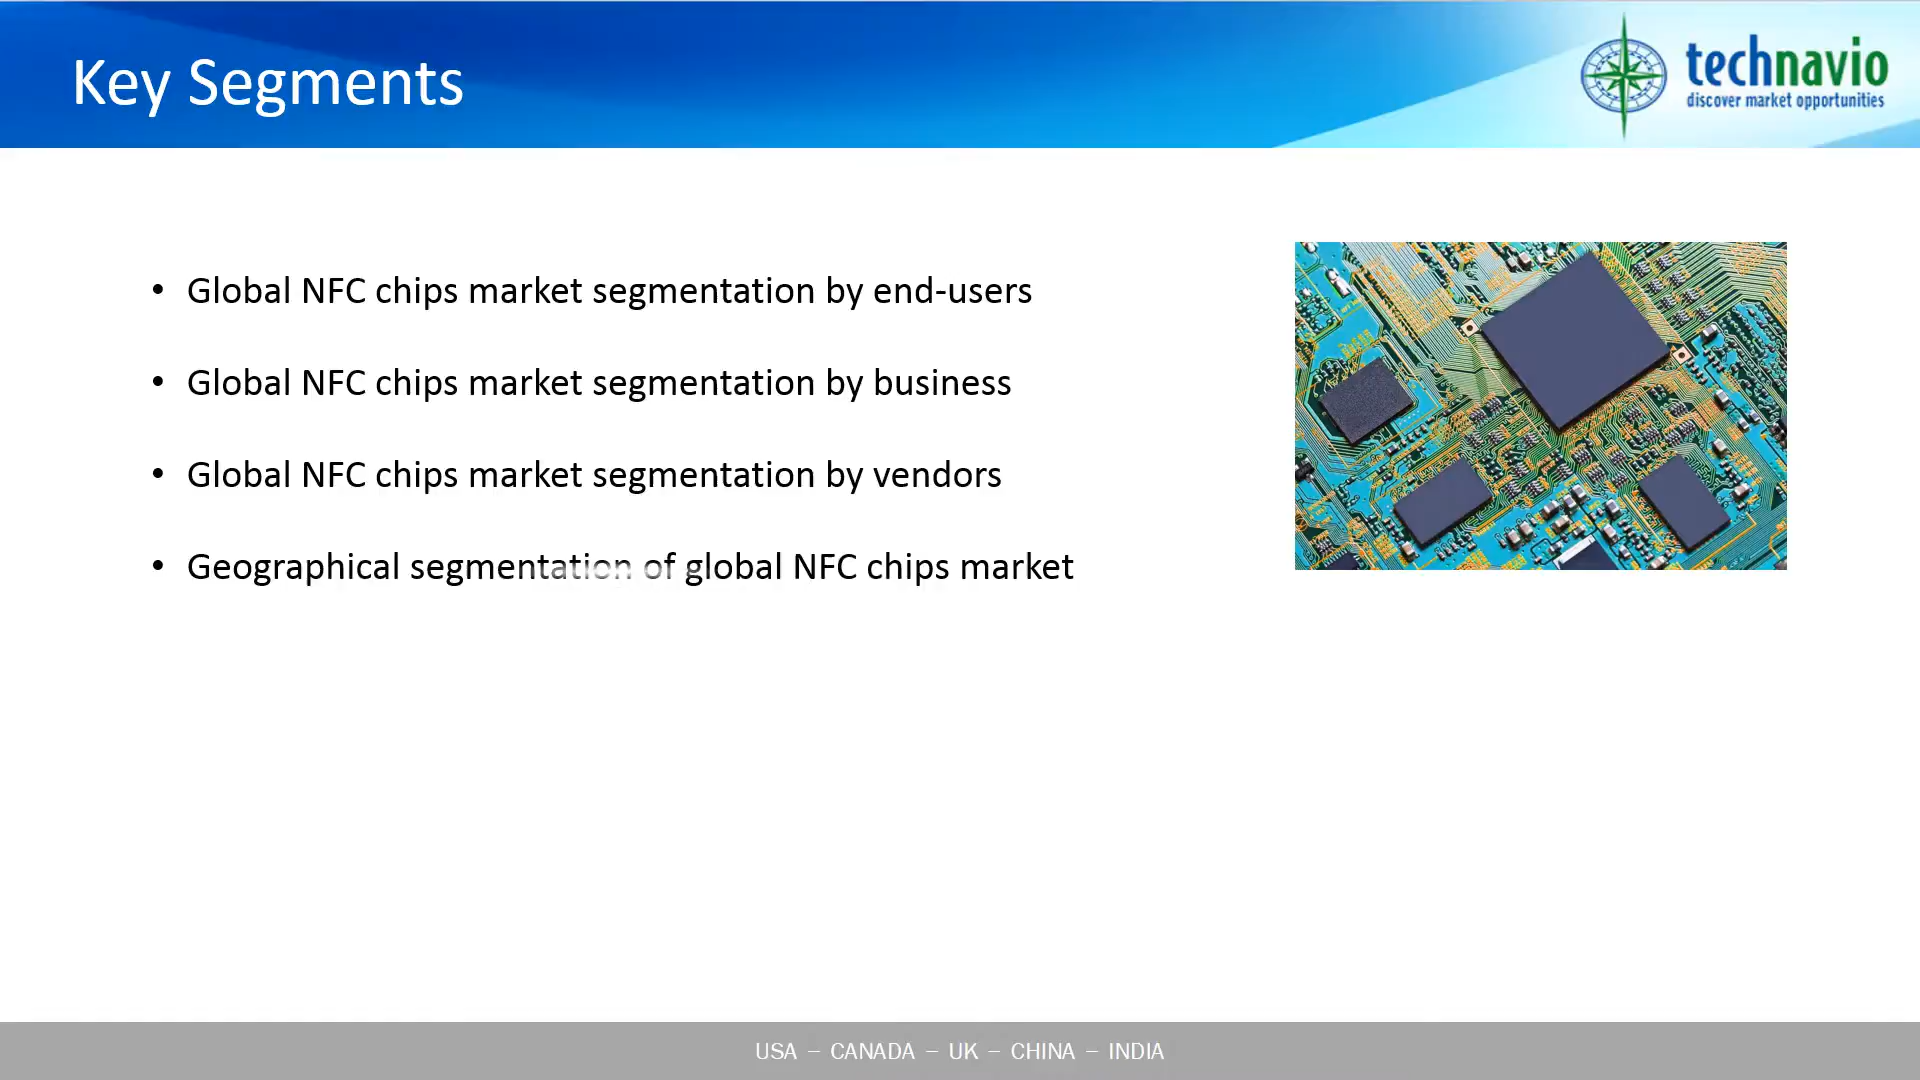 Key Segments
technavio
discover market opportunities
• Global NFC chips market segmentation by end-users
• Global NFC chips market segmentation by business
• Global NFC chips market segmentation by vendors
• Geographical segmentation of global NFC chips market
USA – CANADA – UK – CHINA – INDIA